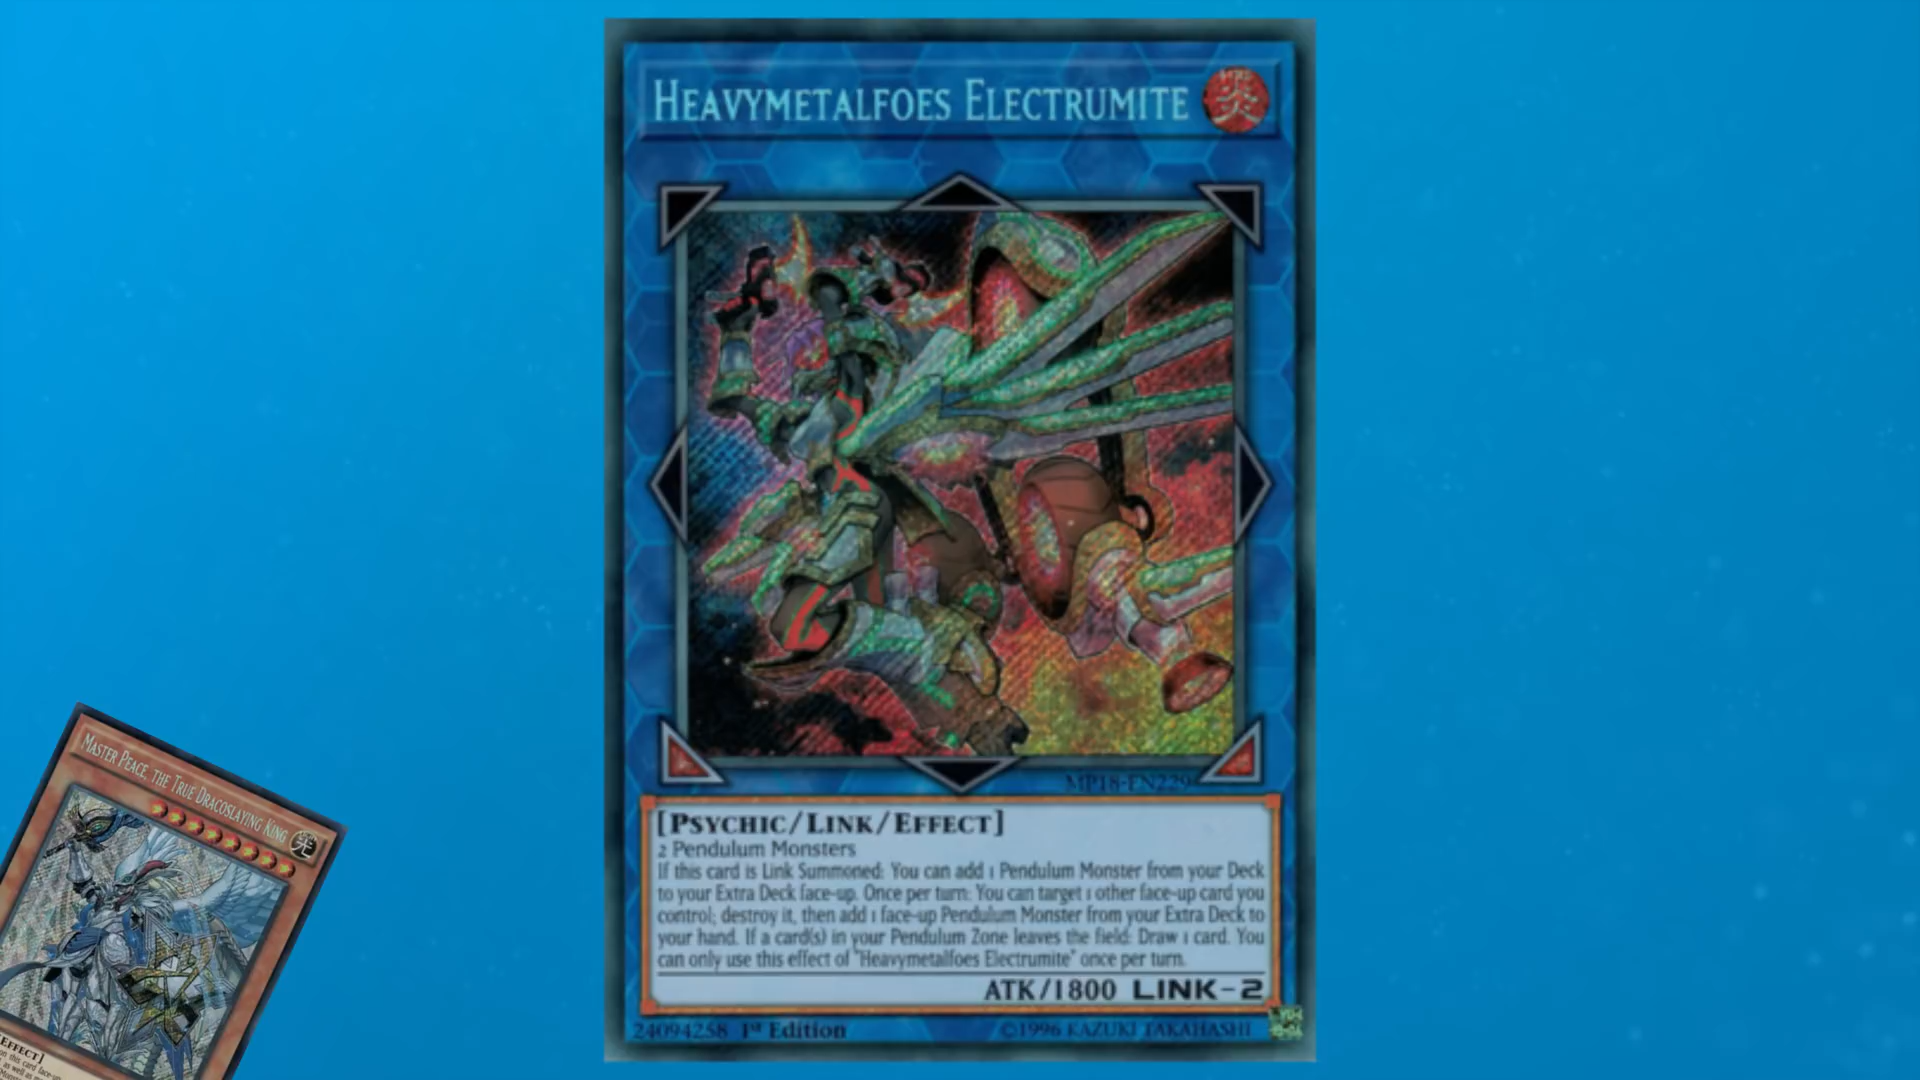 HEAVYMETALFOES ELECTRUMITE
炎
MP18-EN229
[PSYCHIC/LINK/EFFECT]
2 Pendulum Monsters
If this card is Link Summoned: You can add 1 Pendulum Monster from your Deck
to your Extra Deck face-up. Once per turn: You can target 1 other face-up card you
control; destroy it, then add 1 face-up Pendulum Monster from your Extra Deck to
your hand. If a card(s) in your Pendulum Zone leaves the field: Draw 1 card. You
can only use this effect of "Heavymetalfoes Electrumite" once per turn.
ATK/1800 LINK-2
24094258 1st Edition ©1996 KAZUKI TAKAHASHI
MASTER PEACE, THE TRUE DRACOSLAYING KING
光
EFFECT]
on this card face-up